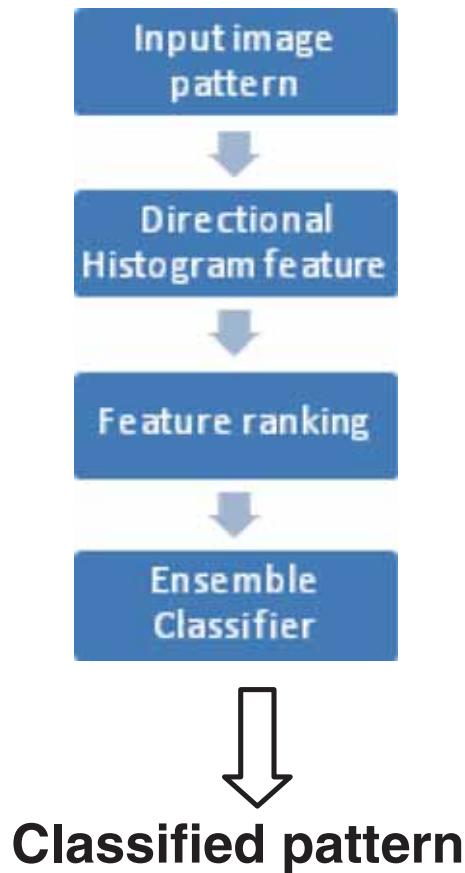 Input image
pattern
Directional
Histogram feature
Feature ranking
Ensemble
Classifier
Classified pattern